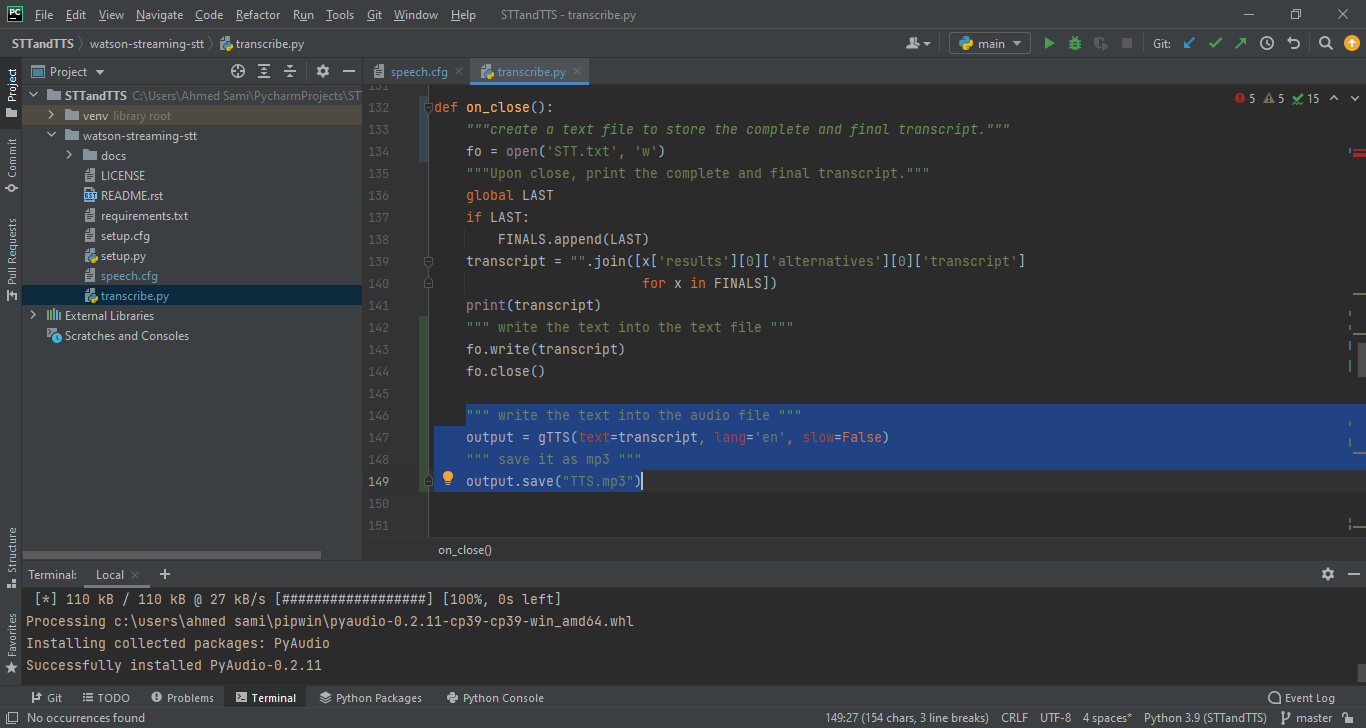 PC File Edit View Navigate Code Refactor Run Tools Git Window Help STTandTTS - transcribe.py
STTandTTS watson-streaming-stt transcribe.py main Git:
Project speech.cfg transcribe.py
Project
Commit
Pull Requests
Structure
Favorites
STTandTTS C:\Users\Ahmed Sami\PycharmProjects\ST
venv library root
watson-streaming-stt
docs
LICENSE
README.rst
requirements.txt
setup.cfg
setup.py
speech.cfg
transcribe.py
External Libraries
Scratches and Consoles
5 5 15
131
132 def on_close():
133 """create a text file to store the complete and final transcript."""
134 fo = open('STT.txt', 'w')
135 """Upon close, print the complete and final transcript."""
136 global LAST
137 if LAST:
138 FINALS.append(LAST)
139 transcript = "".join([x['results'][0]['alternatives'][0]['transcript']
140 for x in FINALS])
141 print(transcript)
142 """ write the text into the text file """
143 fo.write(transcript)
144 fo.close()
145
146 """ write the text into the audio file """
147 output = gTTS(text=transcript, lang='en', slow=False)
148 """ save it as mp3 """
149 output.save("TTS.mp3")
150
151
on_close()
Terminal: Local +
[*] 110 kB / 110 kB @ 27 kB/s [##################] [100%, 0s left]
Processing c:\users\ahmed sami\pipwin\pyaudio-0.2.11-cp39-cp39-win_amd64.whl
Installing collected packages: PyAudio
Successfully installed PyAudio-0.2.11
Git TODO Problems Terminal Python Packages Python Console Event Log
No occurrences found 149:27 (154 chars, 3 line breaks) CRLF UTF-8 4 spaces* Python 3.9 (STTandTTS) master